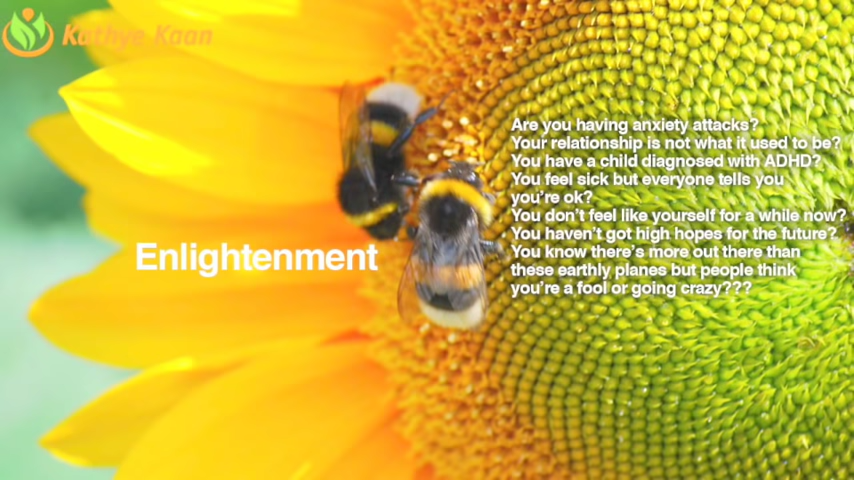 Kathye Kaan
Enlightenment
Are you having anxiety attacks?
Your relationship is not what it used to be?
You have a child diagnosed with ADHD?
You feel sick but everyone tells you
you're ok?
You don't feel like yourself for a while now?
You haven't got high hopes for the future?
You know there's more out there than
these earthly planes but people think
you're a fool or going crazy???